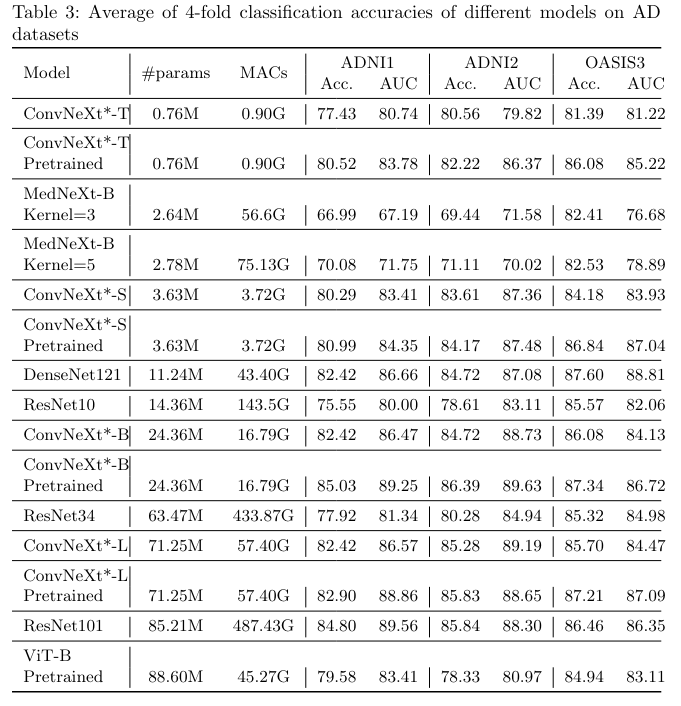 Table 3: Average of 4-fold classification accuracies of different models on AD
datasets
Model #params MACs ADNI1 ADNI2 OASIS3
Acc. AUC Acc. AUC Acc. AUC
ConvNeXt*-T 0.76M 0.90G 77.43 80.74 80.56 79.82 81.39 81.22
ConvNeXt*-T
Pretrained 0.76M 0.90G 80.52 83.78 82.22 86.37 86.08 85.22
MedNeXt-B
Kernel=3 2.64M 56.6G 66.99 67.19 69.44 71.58 82.41 76.68
MedNeXt-B
Kernel=5 2.78M 75.13G 70.08 71.75 71.11 70.02 82.53 78.89
ConvNeXt*-S 3.63M 3.72G 80.29 83.41 83.61 87.36 84.18 83.93
ConvNeXt*-S
Pretrained 3.63M 3.72G 80.99 84.35 84.17 87.48 86.84 87.04
DenseNet121 11.24M 43.40G 82.42 86.66 84.72 87.08 87.60 88.81
ResNet10 14.36M 143.5G 75.55 80.00 78.61 83.11 85.57 82.06
ConvNeXt*-B 24.36M 16.79G 82.42 86.47 84.72 88.73 86.08 84.13
ConvNeXt*-B
Pretrained 24.36M 16.79G 85.03 89.25 86.39 89.63 87.34 86.72
ResNet34 63.47M 433.87G 77.92 81.34 80.28 84.94 85.32 84.98
ConvNeXt*-L 71.25M 57.40G 82.42 86.57 85.28 89.19 85.70 84.47
ConvNeXt*-L
Pretrained 71.25M 57.40G 82.90 88.86 85.83 88.65 87.21 87.09
ResNet101 85.21M 487.43G 84.80 89.56 85.84 88.30 86.46 86.35
ViT-B
Pretrained 88.60M 45.27G 79.58 83.41 78.33 80.97 84.94 83.11